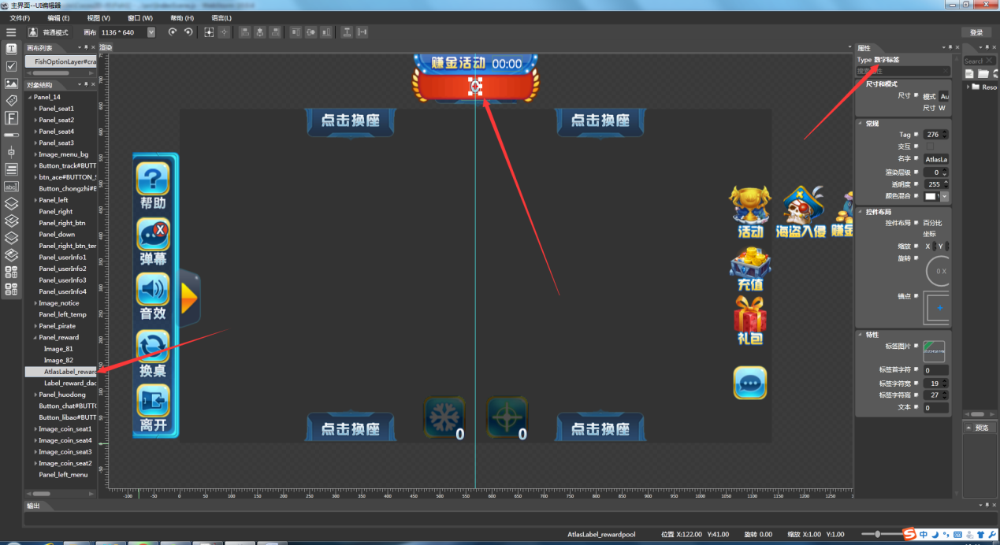 主界面--UI编辑器
文件(F) 编辑(E) 视图(V) 窗口(W) 帮助(H) 语言(L)
普通模式 画布 1136 * 640 登录
画布列表
FishOptionLayer#cra
对象结构
Panel_14
Panel_seat1
Panel_seat2
Panel_seat4
Panel_seat3
Image_menu_bg
Button_track#BUTT
btn_ace#BUTTON_
Button_chongzhi#B
Panel_left
Panel_right
Panel_right_btn
Panel_down
Panel_right_btn_ter
Panel_userInfo1
Panel_userInfo2
Panel_userInfo3
Panel_userInfo4
Image_notice
Panel_left_temp
Panel_pirate
Panel_reward
Image_81
Image_82
AtlasLabel_reward
Label_reward_dac
Panel_huodong
Button_chat#BUTT
Button_libao#BUTT
Image_coin_seat1
Image_coin_seat4
Image_coin_seat3
Image_coin_seat2
Panel_left_menu
渲染
赚金活动 00:00
点击换座
点击换座
帮助
弹幕
音效
换桌
离开
活动
海盗入侵
赚金
充值
礼包
点击换座
0
0
点击换座
-100 -50 0 50 100 150 200 250 300 350 400 450 500 550 600 650 700 750 800 850 900 950 1000 1050 1100 1150 1200 1250
属性
Type 数字标签
尺寸和模式
尺寸 模式 Au
尺寸 W
常规
Tag 276
交互
名字 AtlasLa
渲染层级 0
透明度 255
颜色混合
控件布局
控件布局 百分比
坐标
缩放 X Y
旋转 0 X
锚点
特性
标签图片
标签首字符 0
标签字符宽 19
标签字符高 27
文本 0
Search
Reso
预览
输出
AtlasLabel_rewardpool 位置 X:122.00 Y:41.00 旋转 0.00 缩放 X:1.00 Y:1.00
中